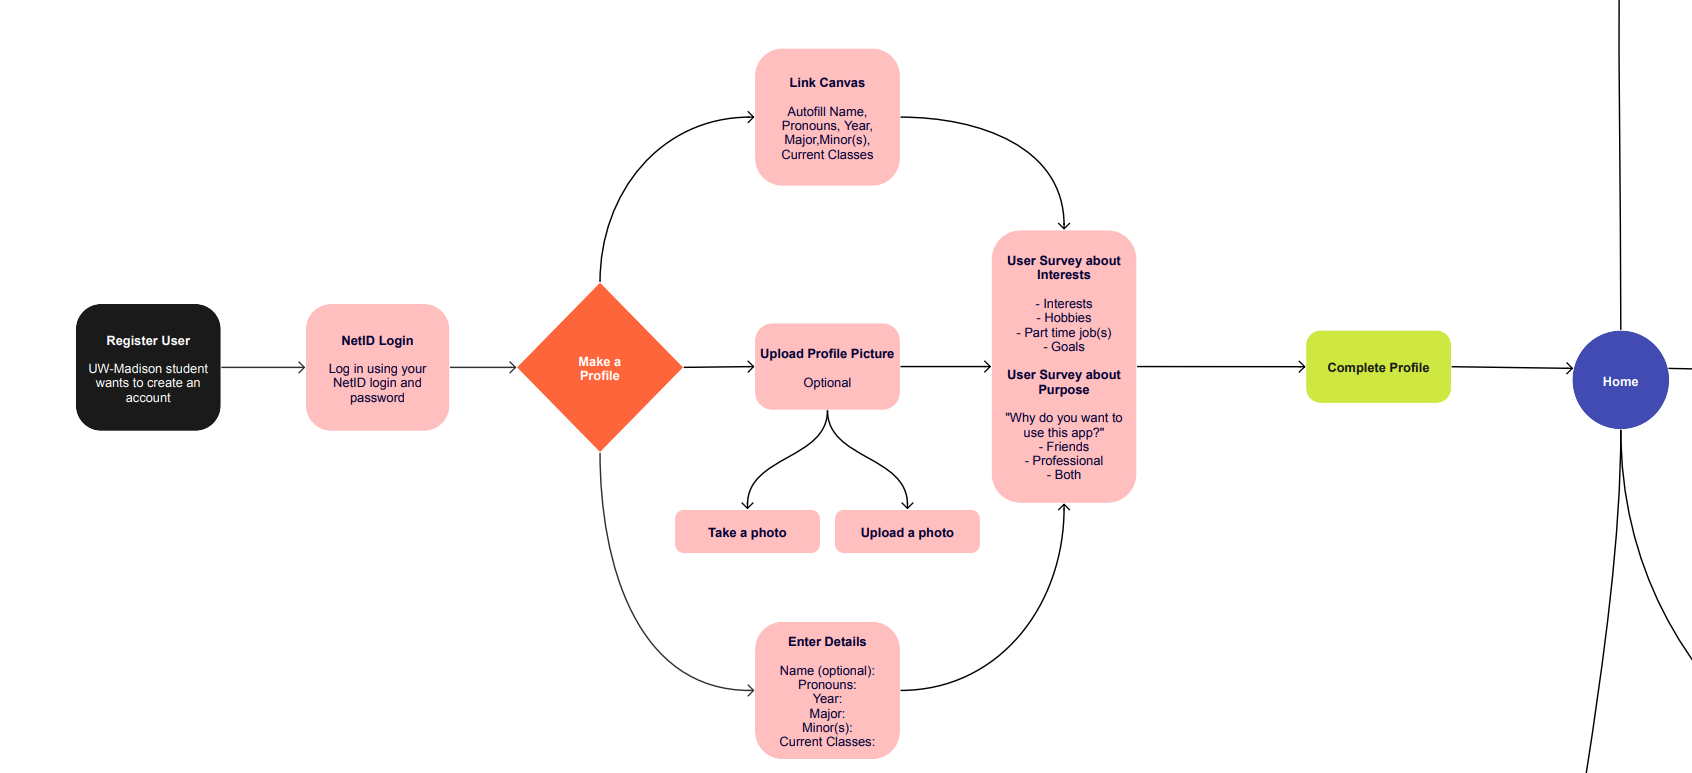 Register User
UW-Madison student
wants to create an
account
NetID Login
Log in using your
NetID login and
password
Make a
Profile
Link Canvas
Autofill Name,
Pronouns, Year,
Major,Minor(s),
Current Classes
Upload Profile Picture
Optional
Take a photo
Upload a photo
Enter Details
Name (optional):
Pronouns:
Year:
Major:
Minor(s):
Current Classes:
User Survey about
Interests
- Interests
- Hobbies
- Part time job(s)
- Goals
User Survey about
Purpose
"Why do you want to
use this app?"
- Friends
- Professional
- Both
Complete Profile
Home